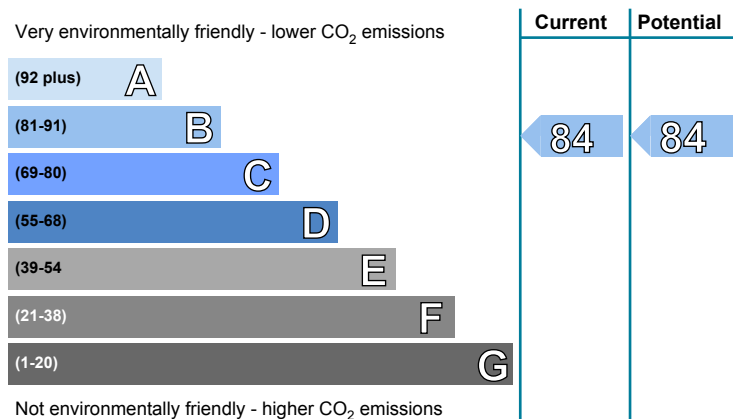 Very environmentally friendly - lower CO₂ emissions
Current
Potential
(92 plus) A
(81-91) B
84
84
(69-80) C
(55-68) D
(39-54 E
(21-38) F
(1-20) G
Not environmentally friendly - higher CO₂ emissions